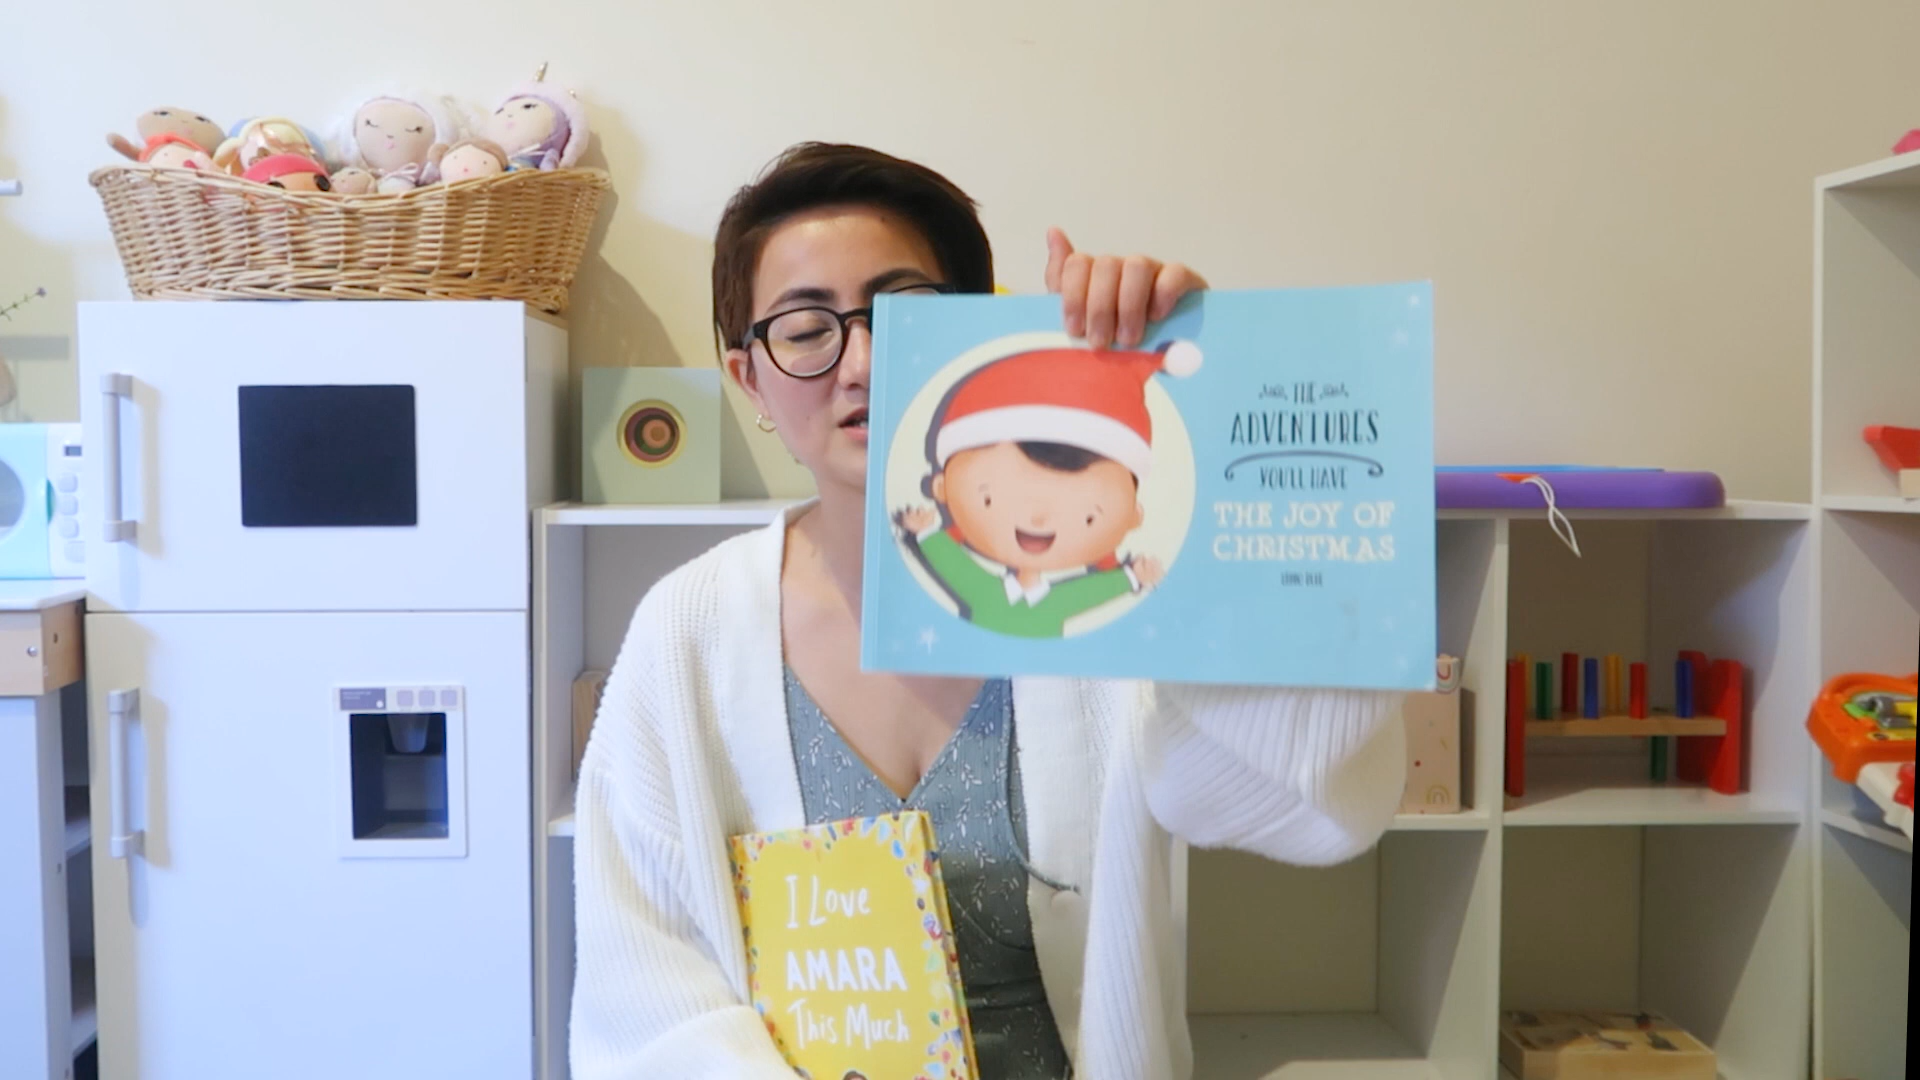 THE
ADVENTURES
YOU'LL HAVE
THE JOY OF
CHRISTMAS
I Love
AMARA
This Much